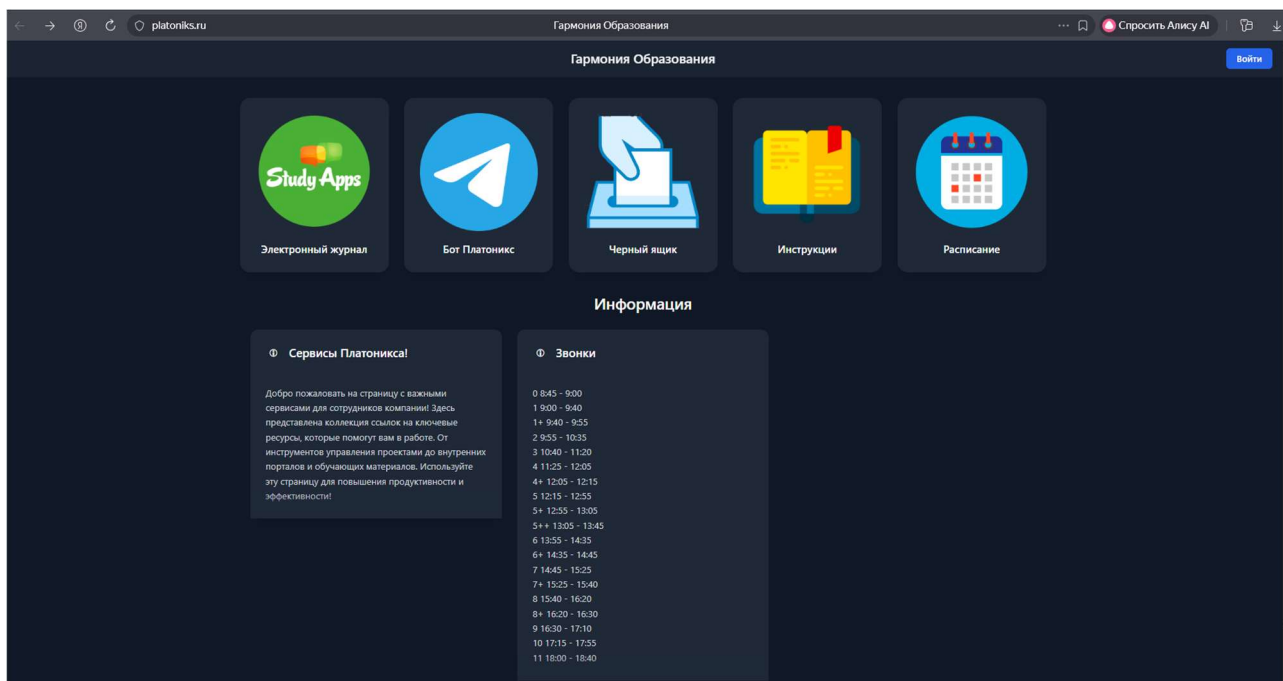 platoniks.ru
Гармония Образования
Спросить Алису AI
Гармония Образования
Войти
Study Apps
Электронный журнал
Бот Платоникс
Черный ящик
Инструкции
Расписание
Информация
Сервисы Платоникса!
Добро пожаловать на страницу с важными
сервисами для сотрудников компании! Здесь
представлена коллекция ссылок на ключевые
ресурсы, которые помогут вам в работе. От
инструментов управления проектами до внутренних
порталов и обучающих материалов. Используйте
эту страницу для повышения продуктивности и
эффективности!
Звонки
0 8:45 - 9:00
1 9:00 - 9:40
1+ 9:40 - 9:55
2 9:55 - 10:35
3 10:40 - 11:20
4 11:25 - 12:05
4+ 12:05 - 12:15
5 12:15 - 12:55
5+ 12:55 - 13:05
5++ 13:05 - 13:45
6 13:55 - 14:35
6+ 14:35 - 14:45
7 14:45 - 15:25
7+ 15:25 - 15:40
8 15:40 - 16:20
8+ 16:20 - 16:30
9 16:30 - 17:10
10 17:15 - 17:55
11 18:00 - 18:40